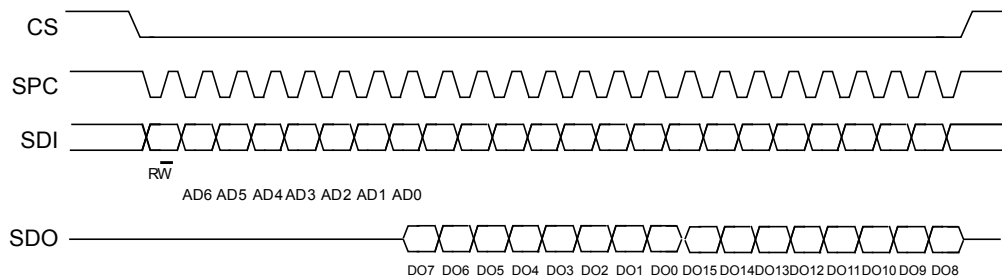 CS
SPC
SDI
RW
AD6 AD5 AD4 AD3 AD2 AD1 AD0
SDO
DO7 DO6 DO5 DO4 DO3 DO2 DO1 DO0 DO15 DO14 DO13 DO12 DO11 DO10 DO9 DO8